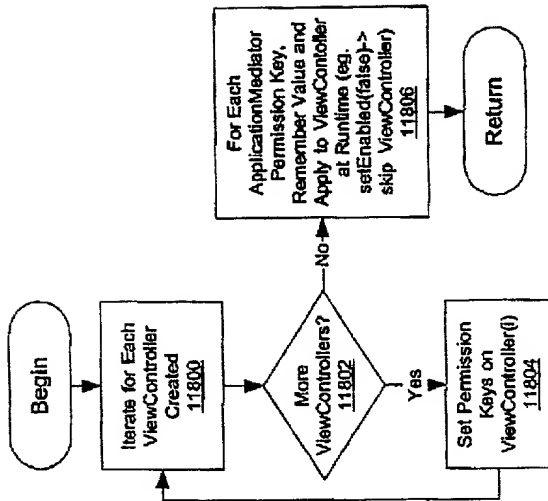 Begin
Iterate for Each
ViewController
Created
11800
More
ViewControllers?
11802
Yes
Set Permission
Keys on
ViewController(i)
11804
No
For Each
ApplicationMediator
Permission Key,
Remember Value and
Apply to ViewContoller
at Runtime (eg.
setEnabled(false)->
skip ViewController)
11806
Return